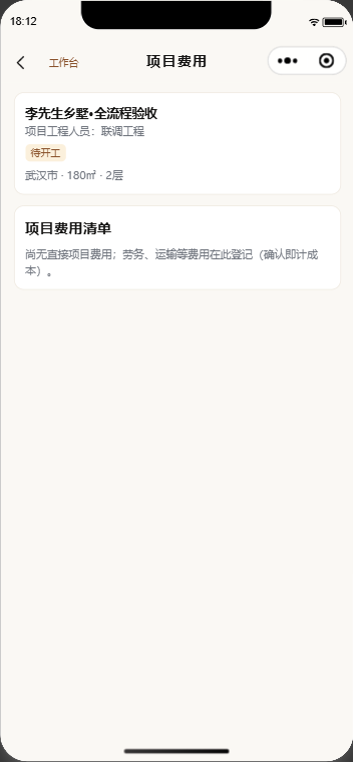 18:12
工作台
项目费用
李先生乡墅•全流程验收
项目工程人员：联调工程
待开工
武汉市 · 180㎡ · 2层
项目费用清单
尚无直接项目费用；劳务、运输等费用在此登记（确认即计成
本）。